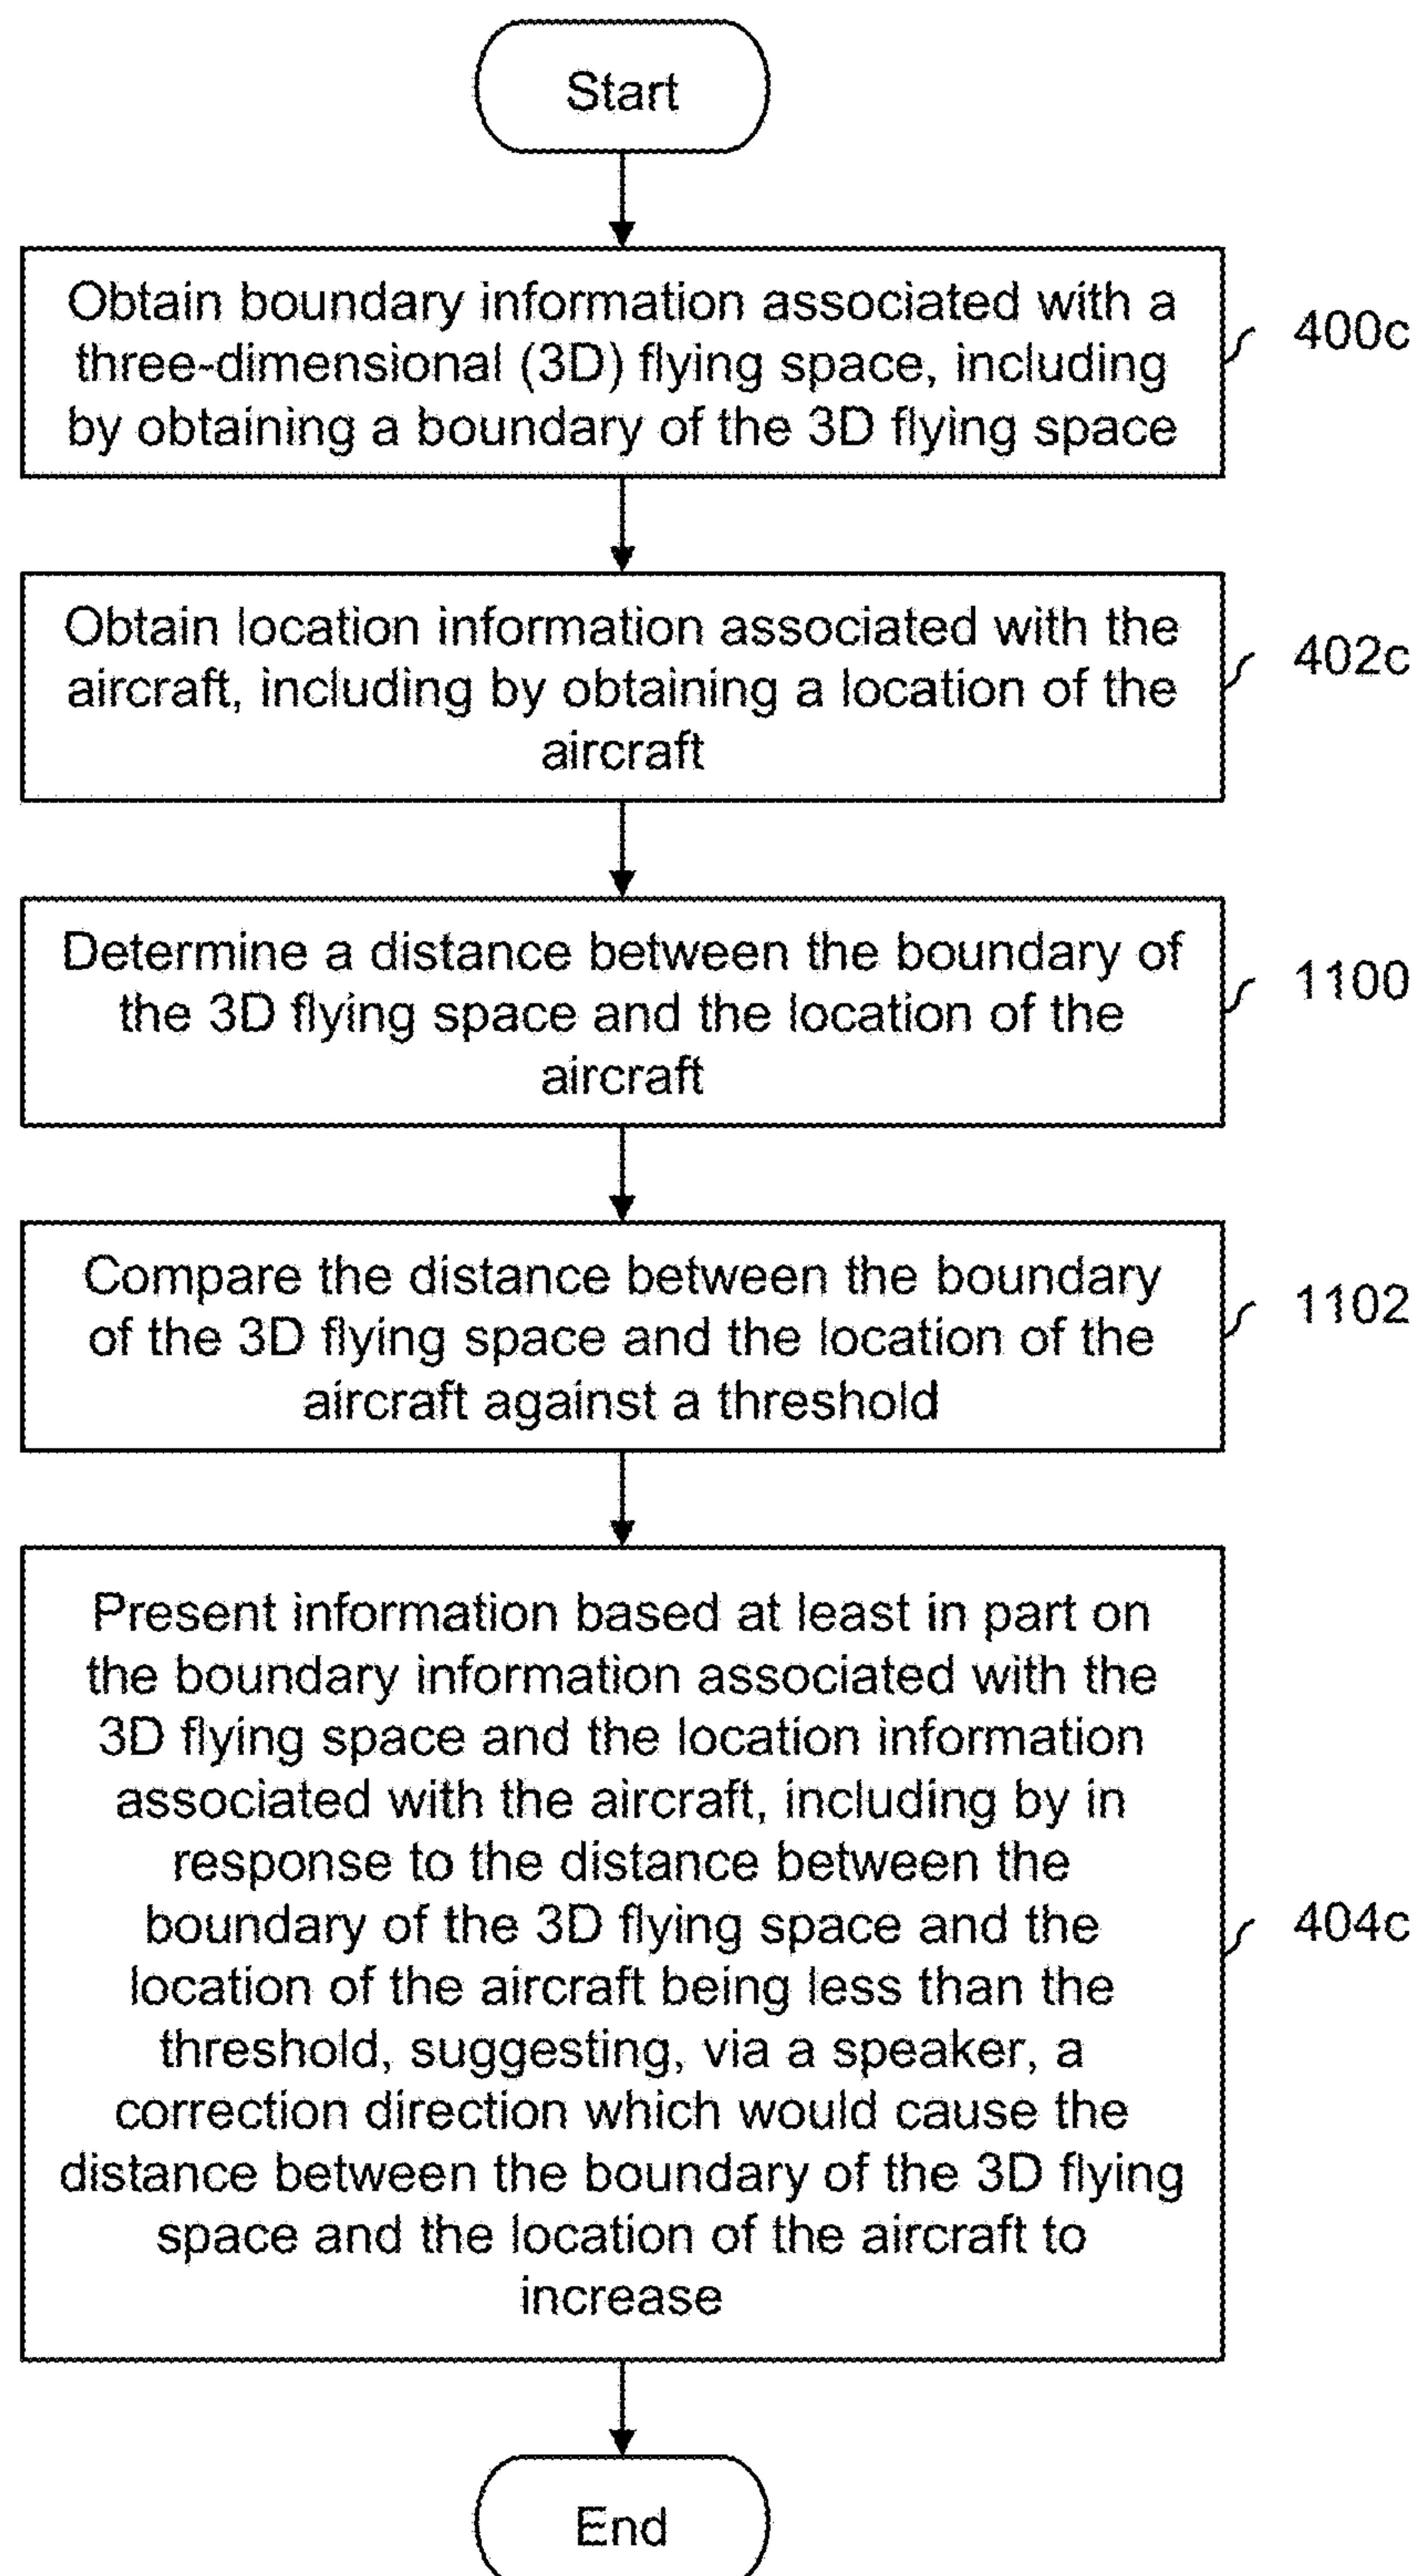 Start
Obtain boundary information associated with a
three-dimensional (3D) flying space, including
by obtaining a boundary of the 3D flying space
400c
Obtain location information associated with the
aircraft, including by obtaining a location of the
aircraft
402c
Determine a distance between the boundary of
the 3D flying space and the location of the
aircraft
1100
Compare the distance between the boundary
of the 3D flying space and the location of the
aircraft against a threshold
1102
Present information based at least in part on
the boundary information associated with the
3D flying space and the location information
associated with the aircraft, including by in
response to the distance between the
boundary of the 3D flying space and the
location of the aircraft being less than the
threshold, suggesting, via a speaker, a
correction direction which would cause the
distance between the boundary of the 3D flying
space and the location of the aircraft to
increase
404c
End